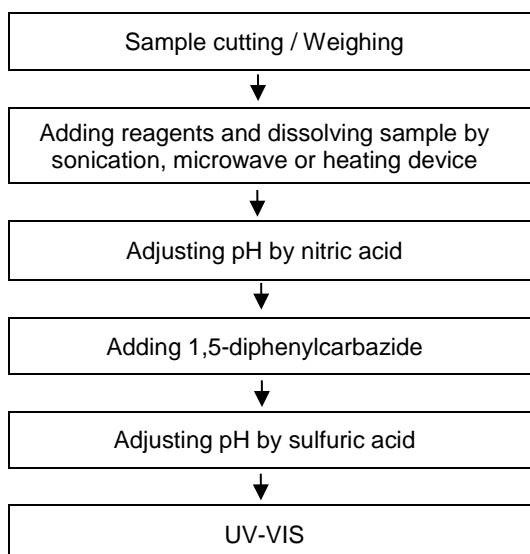 Sample cutting / Weighing
Adding reagents and dissolving sample by
sonication, microwave or heating device
Adjusting pH by nitric acid
Adding 1,5-diphenylcarbazide
Adjusting pH by sulfuric acid
UV-VIS